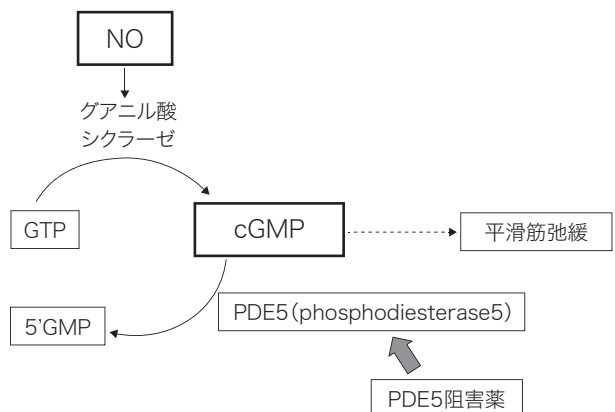 NO
グアニル酸
シクラーゼ
GTP
cGMP
平滑筋弛緩
5’GMP
PDE5(phosphodiesterase5)
PDE5阻害薬